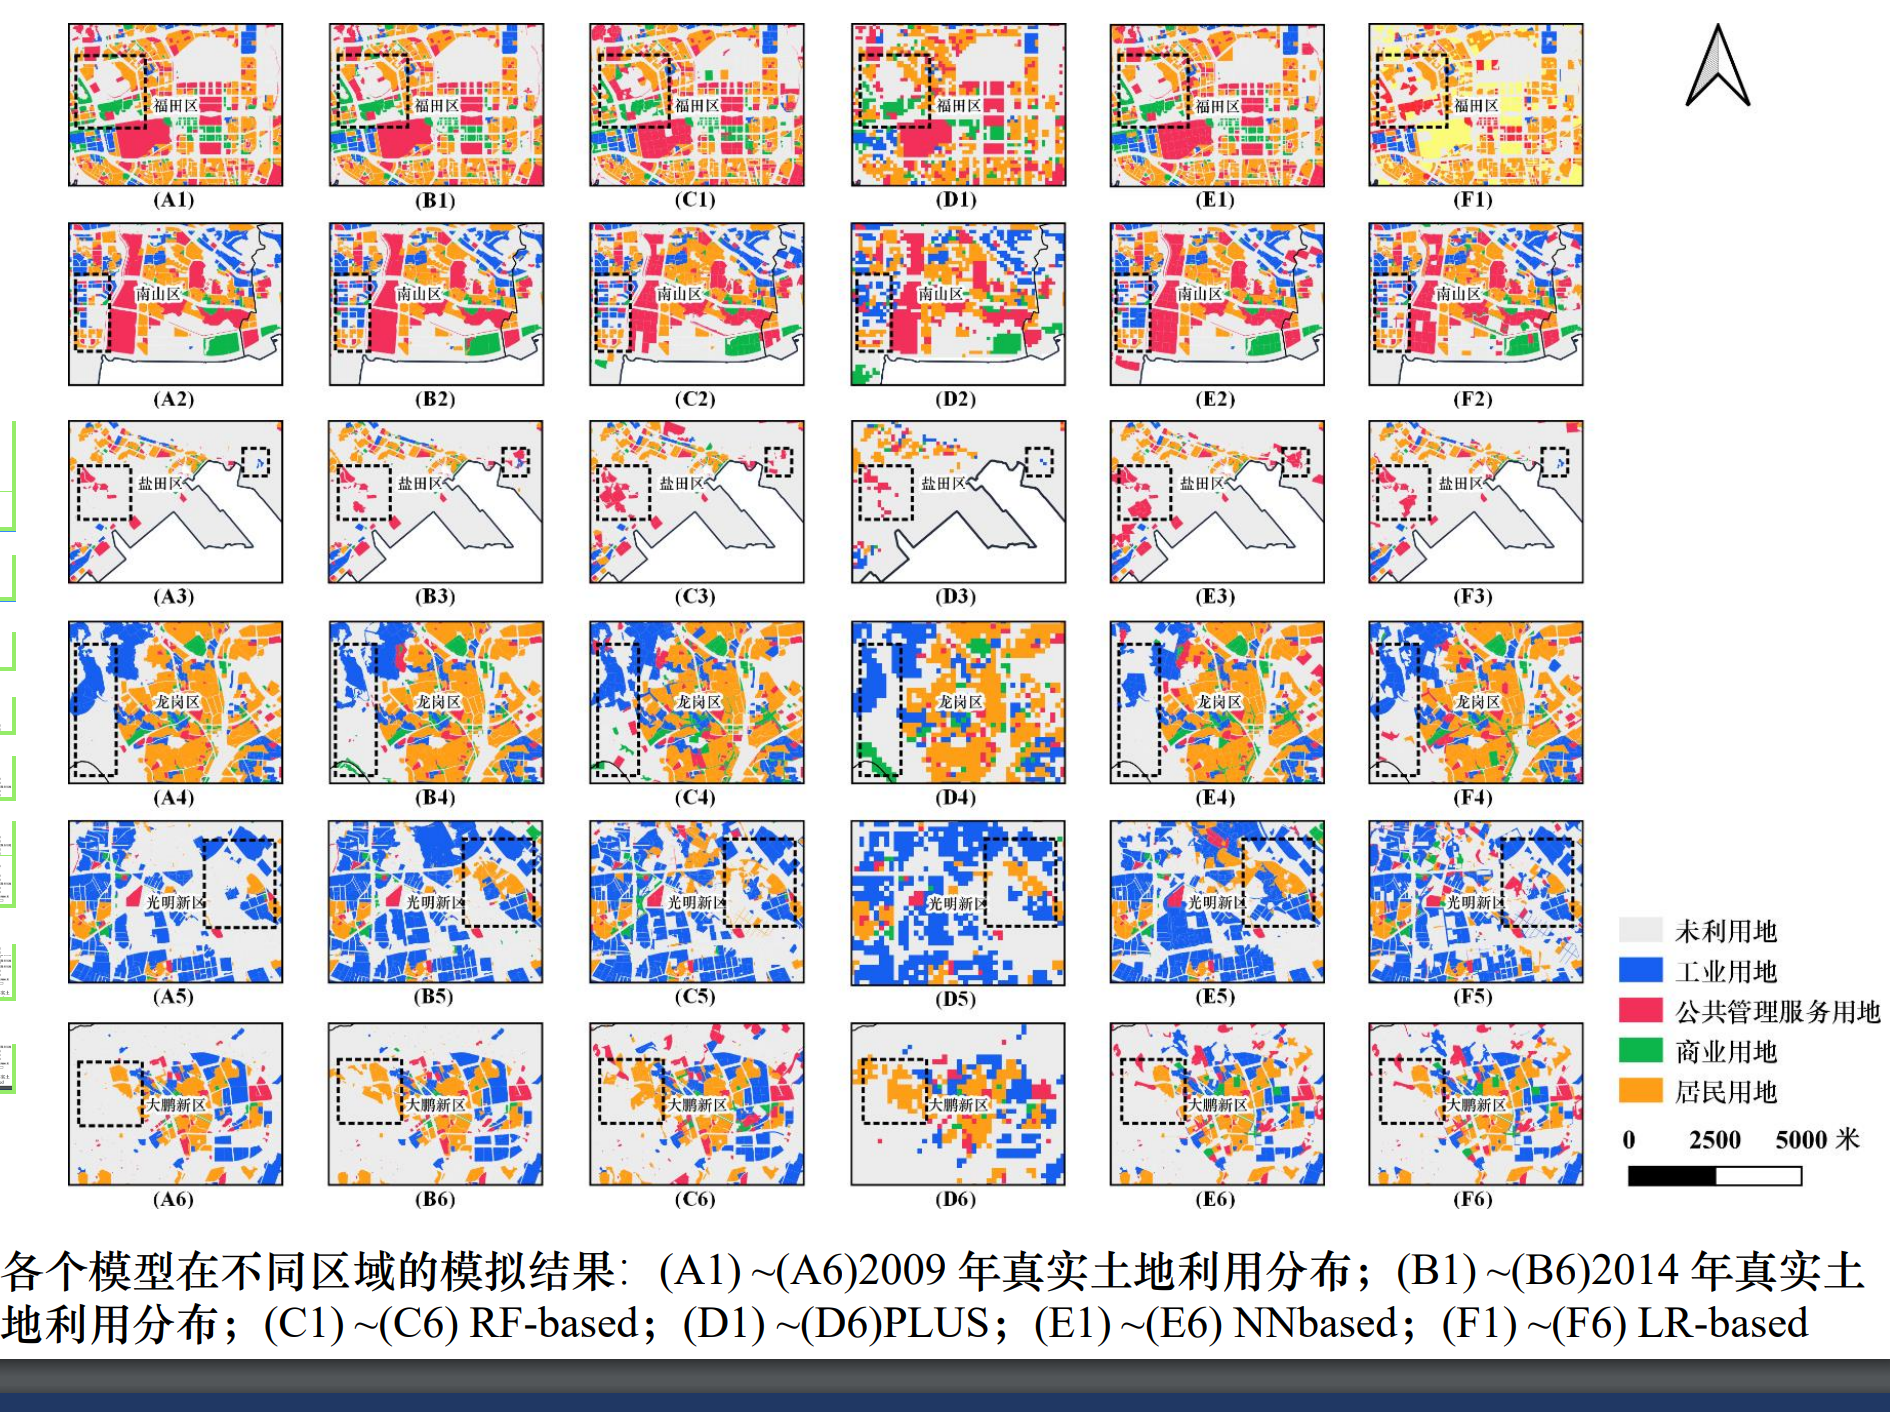 福田区 福田区 福田区 福田区 福田区 福田区
(A1) (B1) (C1) (D1) (E1) (F1)
南山区 南山区 南山区 南山区 南山区 南山区
(A2) (B2) (C2) (D2) (E2) (F2)
盐田区 盐田区 盐田区 盐田区 盐田区 盐田区
(A3) (B3) (C3) (D3) (E3) (F3)
龙岗区 龙岗区 龙岗区 龙岗区 龙岗区 龙岗区
(A4) (B4) (C4) (D4) (E4) (F4)
光明新区 光明新区 光明新区 光明新区 光明新区 光明新区
(A5) (B5) (C5) (D5) (E5) (F5)
大鹏新区 大鹏新区 大鹏新区 大鹏新区 大鹏新区 大鹏新区
(A6) (B6) (C6) (D6) (E6) (F6)
未利用地
工业用地
公共管理服务用地
商业用地
居民用地
0 2500 5000 米
各个模型在不同区域的模拟结果：(A1) ~(A6)2009 年真实土地利用分布；(B1) ~(B6)2014 年真实土
地利用分布；(C1) ~(C6) RF-based；(D1) ~(D6)PLUS；(E1) ~(E6) NNbased；(F1) ~(F6) LR-based